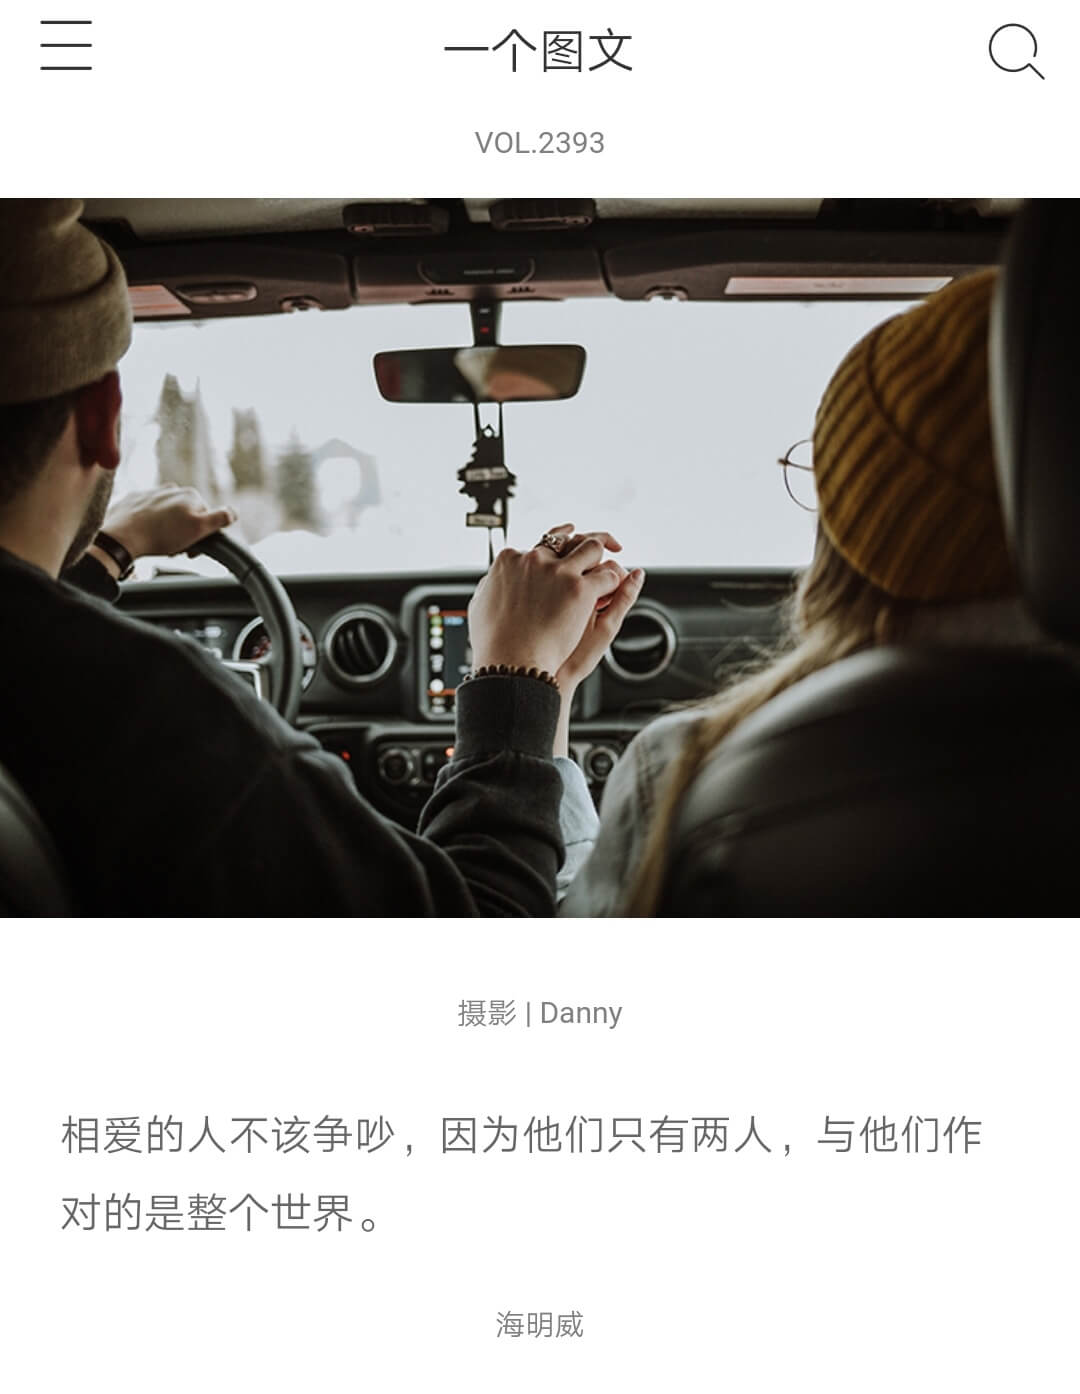 一个图文
VOL.2393
摄影 | Danny
相爱的人不该争吵，因为他们只有两人，与他们作
对的是整个世界。
海明威